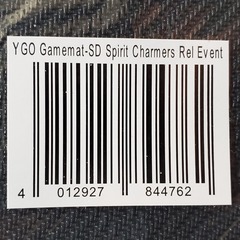 YGO Gamemat-SD Spirit Charmers Rel Event
4 012927 844762